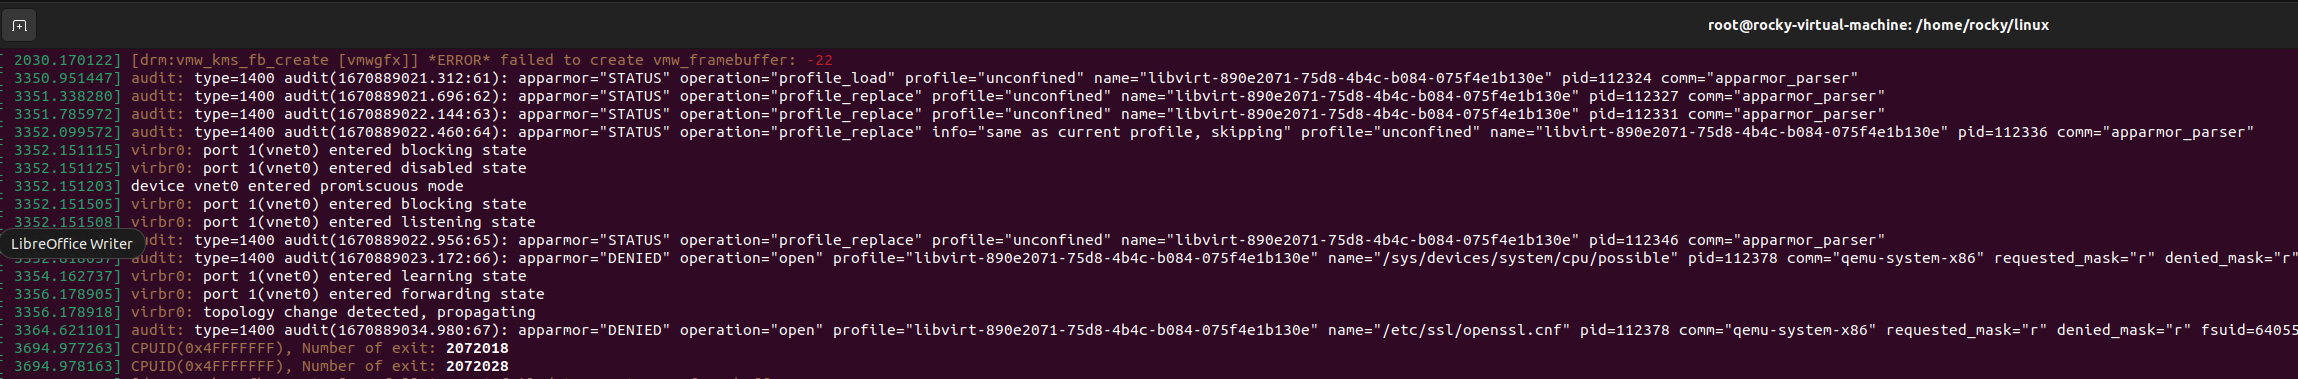 root@rocky-virtual-machine: /home/rocky/linux
[ 2030.170122] [drm:vmw_kms_fb_create [vmwgfx]] *ERROR* failed to create vmw_framebuffer: -22
[ 3350.951447] audit: type=1400 audit(1670889021.312:61): apparmor="STATUS" operation="profile_load" profile="unconfined" name="libvirt-890e2071-75d8-4b4c-b084-075f4e1b130e" pid=112324 comm="apparmor_parser"
[ 3351.338280] audit: type=1400 audit(1670889021.696:62): apparmor="STATUS" operation="profile_replace" profile="unconfined" name="libvirt-890e2071-75d8-4b4c-b084-075f4e1b130e" pid=112327 comm="apparmor_parser"
[ 3351.785972] audit: type=1400 audit(1670889022.144:63): apparmor="STATUS" operation="profile_replace" profile="unconfined" name="libvirt-890e2071-75d8-4b4c-b084-075f4e1b130e" pid=112331 comm="apparmor_parser"
[ 3352.099572] audit: type=1400 audit(1670889022.460:64): apparmor="STATUS" operation="profile_replace" info="same as current profile, skipping" profile="unconfined" name="libvirt-890e2071-75d8-4b4c-b084-075f4e1b130e" pid=112336 comm="apparmor_parser"
[ 3352.151115] virbr0: port 1(vnet0) entered blocking state
[ 3352.151125] virbr0: port 1(vnet0) entered disabled state
[ 3352.151203] device vnet0 entered promiscuous mode
[ 3352.151505] virbr0: port 1(vnet0) entered blocking state
[ 3352.151508] virbr0: port 1(vnet0) entered listening state
LibreOffice Writer
audit: type=1400 audit(1670889022.956:65): apparmor="STATUS" operation="profile_replace" profile="unconfined" name="libvirt-890e2071-75d8-4b4c-b084-075f4e1b130e" pid=112346 comm="apparmor_parser"
audit: type=1400 audit(1670889023.172:66): apparmor="DENIED" operation="open" profile="libvirt-890e2071-75d8-4b4c-b084-075f4e1b130e" name="/sys/devices/system/cpu/possible" pid=112378 comm="qemu-system-x86" requested_mask="r" denied_mask="r"
[ 3354.162737] virbr0: port 1(vnet0) entered learning state
[ 3356.178905] virbr0: port 1(vnet0) entered forwarding state
[ 3356.178918] virbr0: topology change detected, propagating
[ 3364.621101] audit: type=1400 audit(1670889034.980:67): apparmor="DENIED" operation="open" profile="libvirt-890e2071-75d8-4b4c-b084-075f4e1b130e" name="/etc/ssl/openssl.cnf" pid=112378 comm="qemu-system-x86" requested_mask="r" denied_mask="r" fsuid=64055
[ 3694.977263] CPUID(0x4FFFFFFF), Number of exit: 2072018
[ 3694.978163] CPUID(0x4FFFFFFF), Number of exit: 2072028